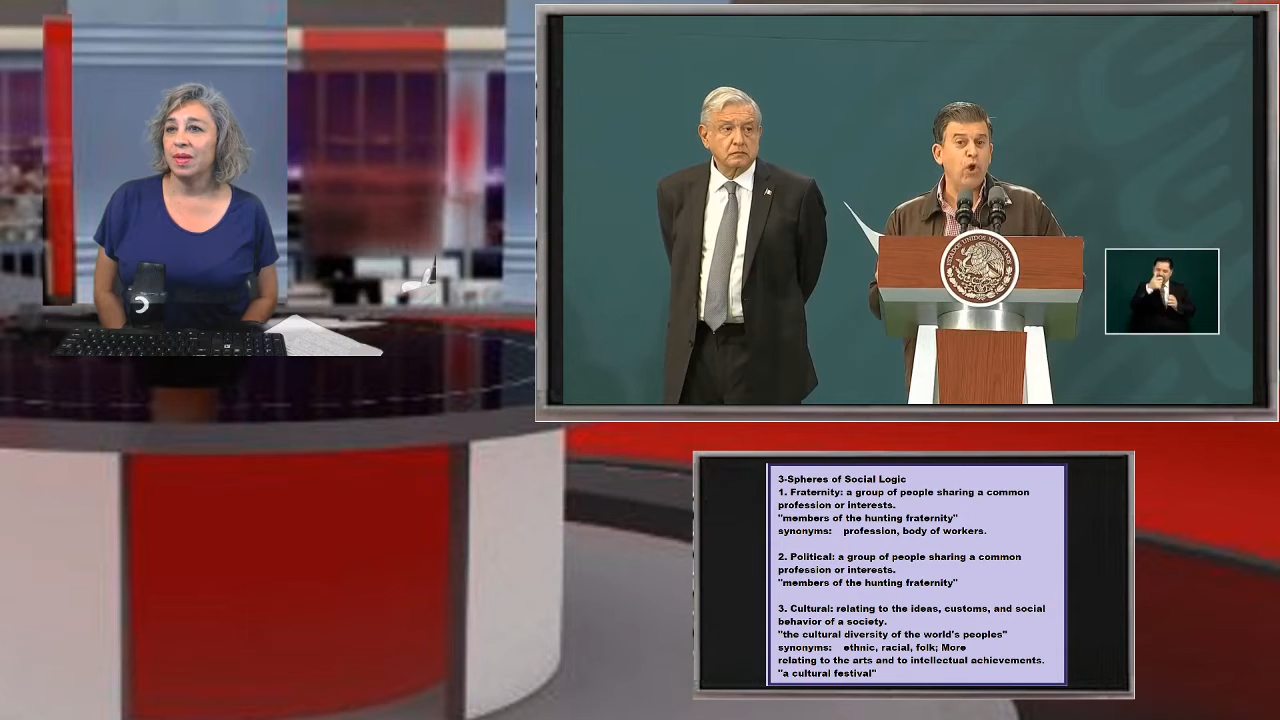 ESTADOS UNIDOS MEXICANOS
3-Spheres of Social Logic
1. Fraternity: a group of people sharing a common
profession or interests.
"members of the hunting fraternity"
synonyms: profession, body of workers.
2. Political: a group of people sharing a common
profession or interests.
"members of the hunting fraternity"
3. Cultural: relating to the ideas, customs, and social
behavior of a society.
"the cultural diversity of the world's peoples"
synonyms: ethnic, racial, folk; More
relating to the arts and to intellectual achievements.
"a cultural festival"